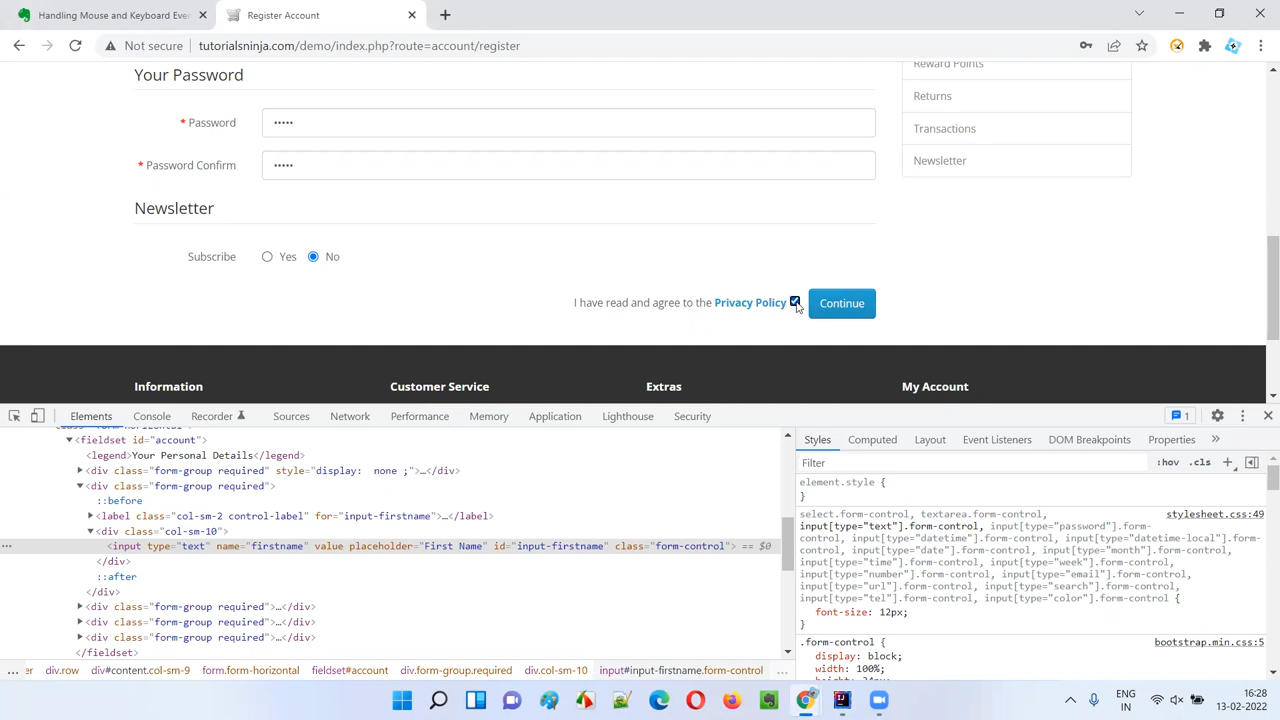 Handling Mouse and Keyboard Ever
Register Account
Not secure
tutorialsninja.com/demo/index.php?route=account/register
Your Password
* Password
•••••
* Password Confirm
•••••
Newsletter
Subscribe Yes No
I have read and agree to the Privacy Policy
Continue
Reward Points
Returns
Transactions
Newsletter
Information
Customer Service
Extras
My Account
Elements Console Recorder Sources Network Performance Memory Application Lighthouse Security
1
<fieldset id="account">
<legend>Your Personal Details</legend>
<div class="form-group required" style="display: none ;">…</div>
<div class="form-group required">
::before
<label class="col-sm-2 control-label" for="input-firstname">…</label>
<div class="col-sm-10">
<input type="text" name="firstname" value placeholder="First Name" id="input-firstname" class="form-control"> == $0
</div>
::after
</div>
<div class="form-group required">…</div>
<div class="form-group required">…</div>
<div class="form-group required">…</div>
</fieldset>
… er div.row div#content.col-sm-9 form.form-horizontal fieldset#account div.form-group.required div.col-sm-10 input#input-firstname.form-control …
Styles Computed Layout Event Listeners DOM Breakpoints Properties »
Filter
:hov .cls +
element.style {
}
select.form-control, textarea.form-control, stylesheet.css:49
input[type="text"].form-control, input[type="password"].form-
control, input[type="datetime"].form-control, input[type="datetime-local"].form-
control, input[type="date"].form-control, input[type="month"].form-control,
input[type="time"].form-control, input[type="week"].form-control,
input[type="number"].form-control, input[type="email"].form-control,
input[type="url"].form-control, input[type="search"].form-control,
input[type="tel"].form-control, input[type="color"].form-control {
font-size: 12px;
}
.form-control { bootstrap.min.css:5
display: block;
width: 100%;
ENG
IN
16:28
13-02-2022